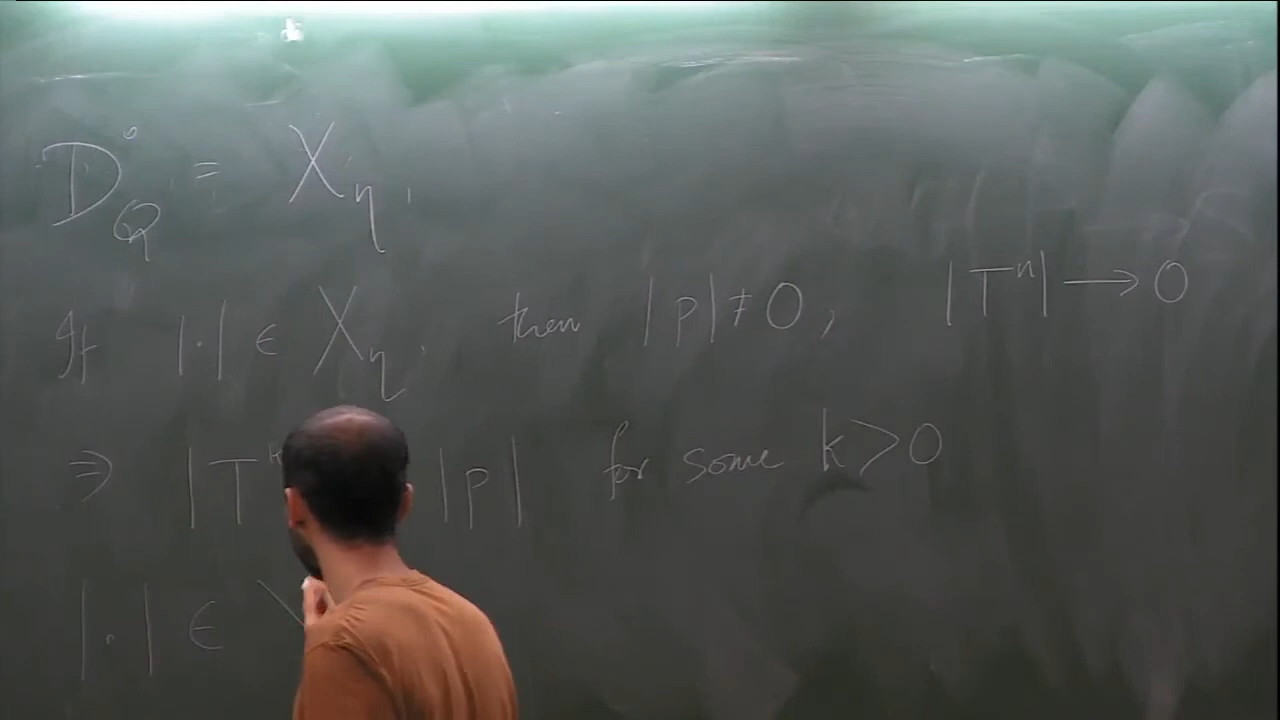 D°_Q = X_η.
If |·| ∈ X_η, then |p| ≠ 0, |T^n| → 0
⇒ |T^k |p| for some k > 0
|·| ∈